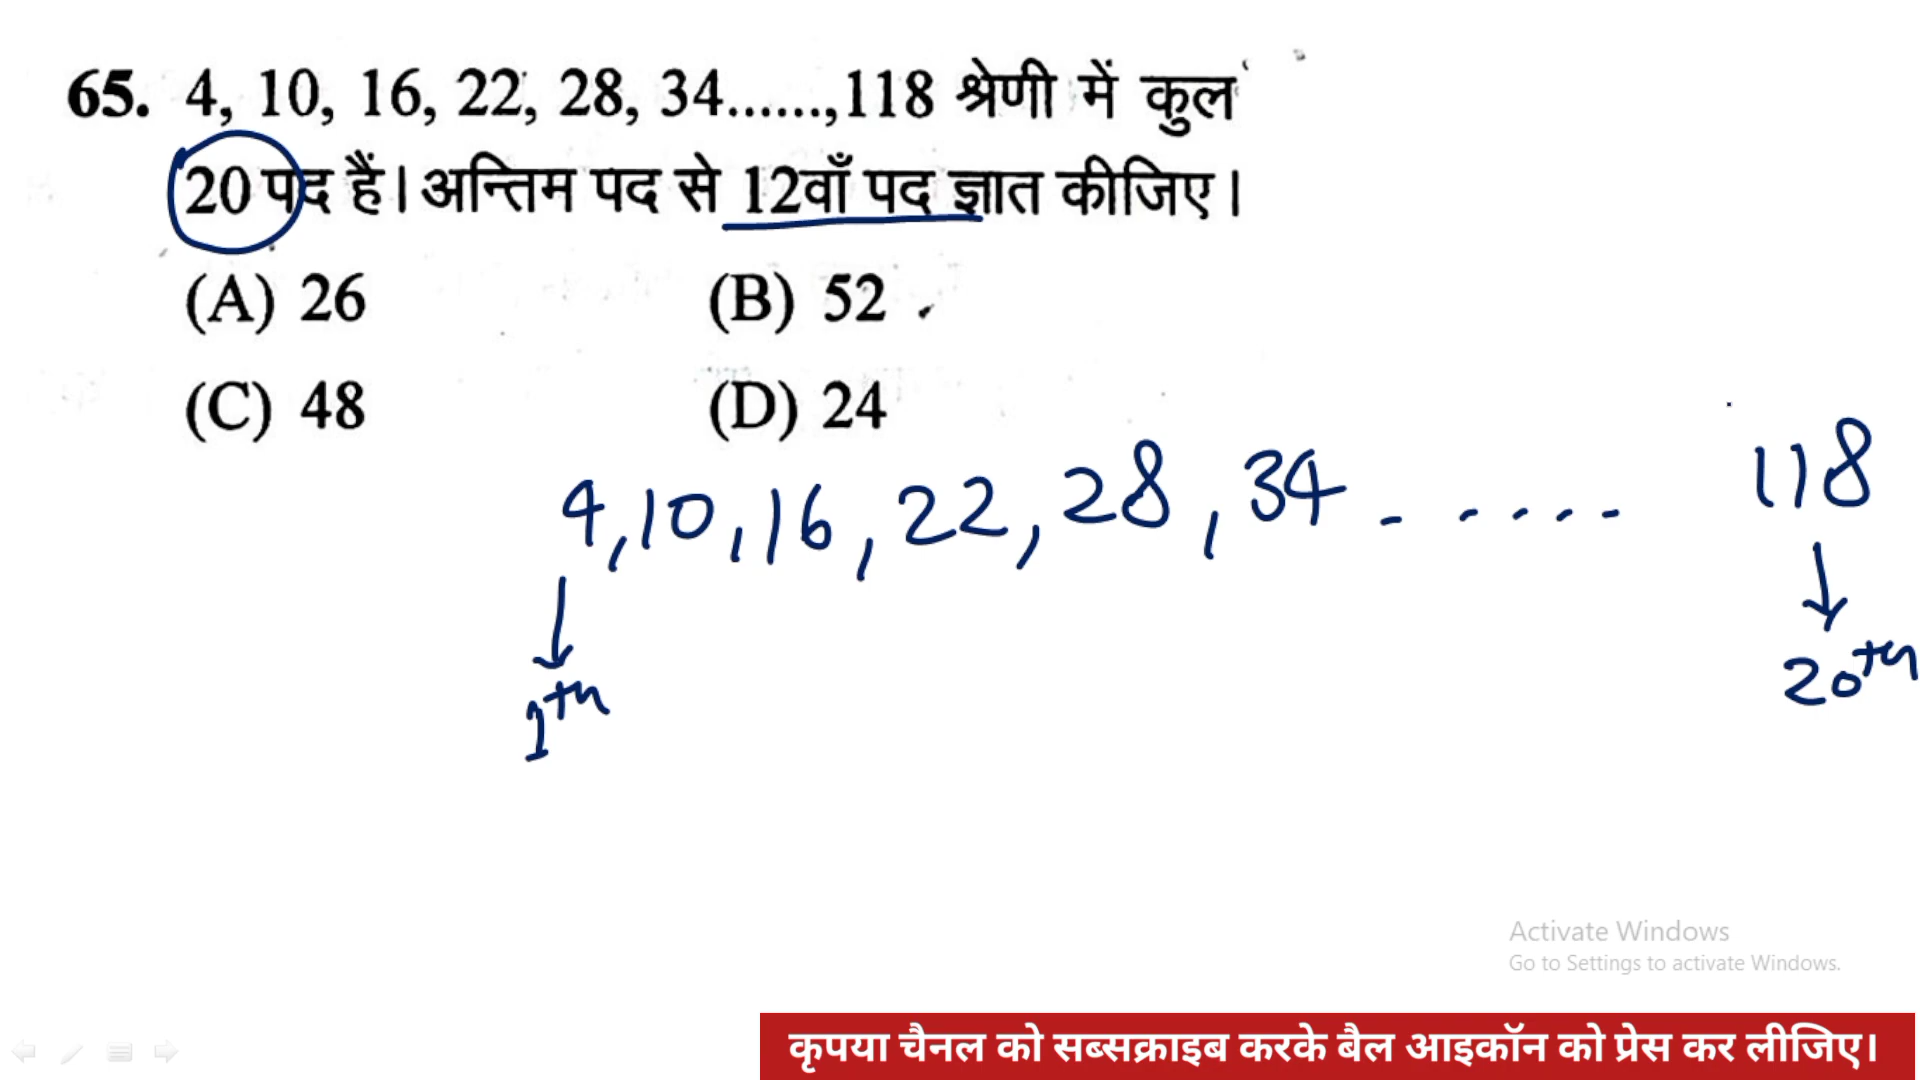 65. 4, 10, 16, 22, 28, 34......,118 श्रेणी में कुल
20 पद हैं। अन्तिम पद से 12वाँ पद ज्ञात कीजिए।
(A) 26 (B) 52
(C) 48 (D) 24
4, 10, 16, 22, 28, 34 - . . . . . 118
1th 20th
Activate Windows
Go to Settings to activate Windows.
कृपया चैनल को सब्सक्राइब करके बैल आइकॉन को प्रेस कर लीजिए।